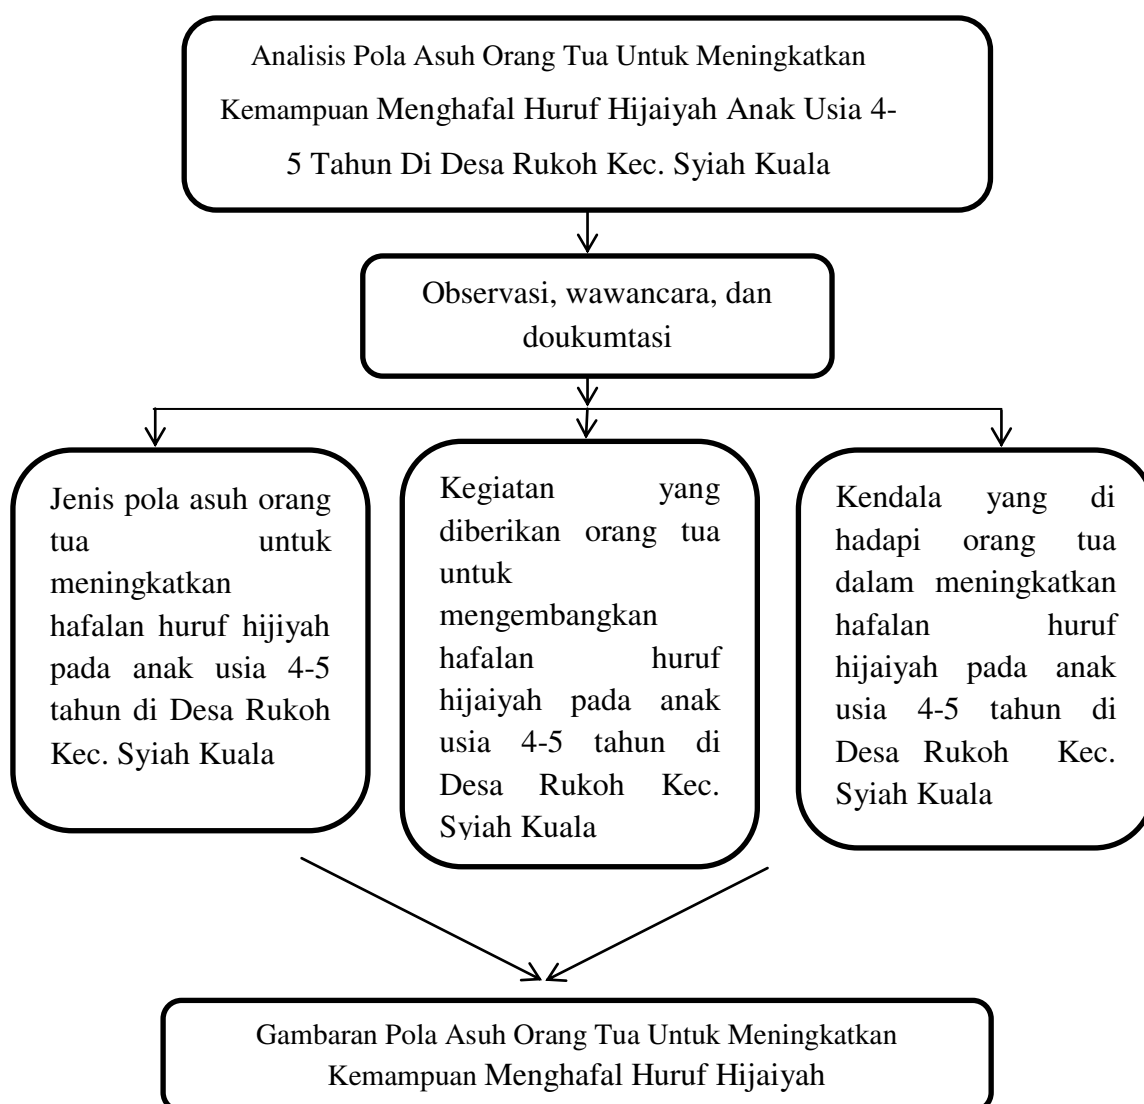 Analisis Pola Asuh Orang Tua Untuk Meningkatkan
Kemampuan Menghafal Huruf Hijaiyah Anak Usia 4-
5 Tahun Di Desa Rukoh Kec. Syiah Kuala
Observasi, wawancara, dan
doukumtasi
Jenis pola asuh orang
tua untuk
meningkatkan
hafalan huruf hijiyah
pada anak usia 4-5
tahun di Desa Rukoh
Kec. Syiah Kuala
Kegiatan yang
diberikan orang tua
untuk
mengembangkan
hafalan huruf
hijaiyah pada anak
usia 4-5 tahun di
Desa Rukoh Kec.
Syiah Kuala
Kendala yang di
hadapi orang tua
dalam meningkatkan
hafalan huruf
hijaiyah pada anak
usia 4-5 tahun di
Desa Rukoh Kec.
Syiah Kuala
Gambaran Pola Asuh Orang Tua Untuk Meningkatkan
Kemampuan Menghafal Huruf Hijaiyah